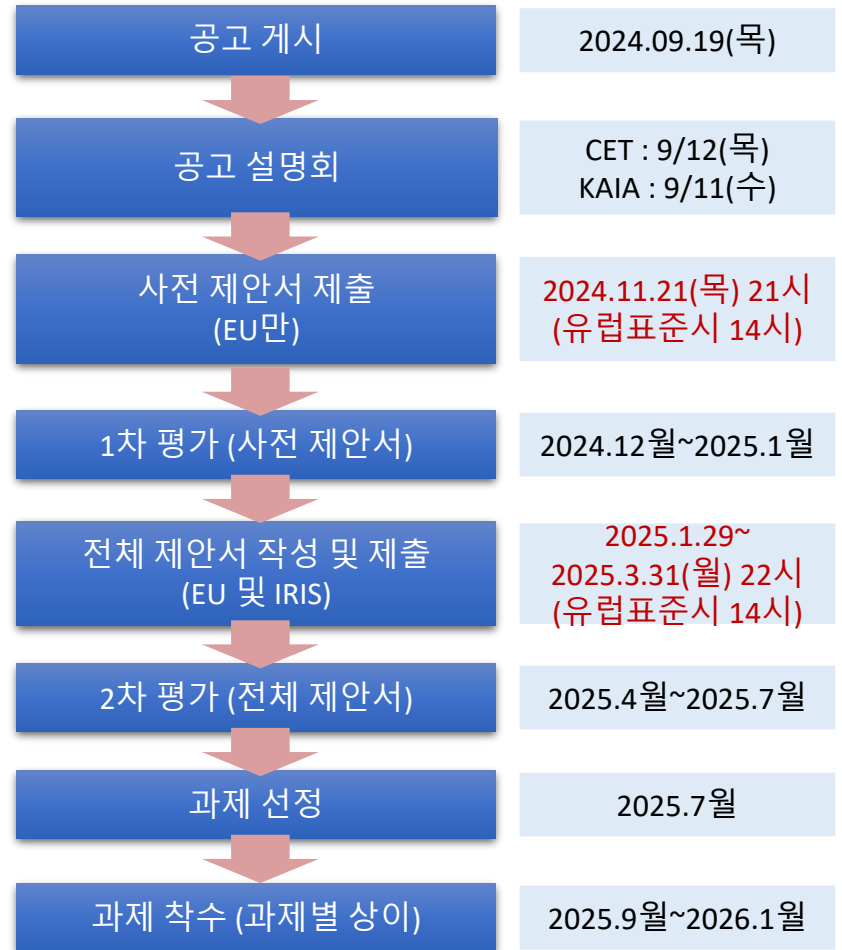 공고 게시
2024.09.19(목)
공고 설명회
CET : 9/12(목)
KAIA : 9/11(수)
사전 제안서 제출
(EU만)
2024.11.21(목) 21시
(유럽표준시 14시)
1차 평가 (사전 제안서)
2024.12월~2025.1월
전체 제안서 작성 및 제출
(EU 및 IRIS)
2025.1.29~
2025.3.31(월) 22시
(유럽표준시 14시)
2차 평가 (전체 제안서)
2025.4월~2025.7월
과제 선정
2025.7월
과제 착수 (과제별 상이)
2025.9월~2026.1월